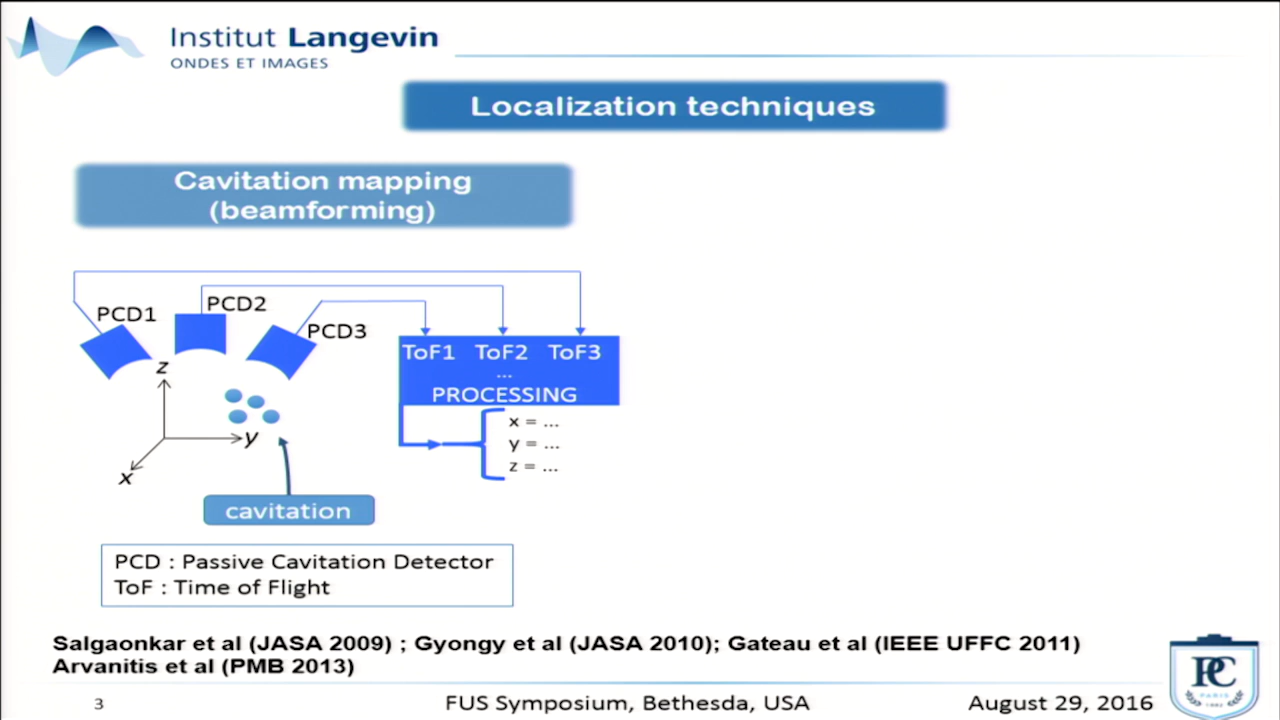 Institut Langevin
ONDES ET IMAGES
Localization techniques
Cavitation mapping
(beamforming)
PCD1
PCD2
PCD3
z
y
x
ToF1 ToF2 ToF3
...
PROCESSING
x = ...
y = ...
z = ...
cavitation
PCD : Passive Cavitation Detector
ToF : Time of Flight
Salgaonkar et al (JASA 2009) ; Gyongy et al (JASA 2010); Gateau et al (IEEE UFFC 2011)
Arvanitis et al (PMB 2013)
3
FUS Symposium, Bethesda, USA
August 29, 2016
PC
PARIS